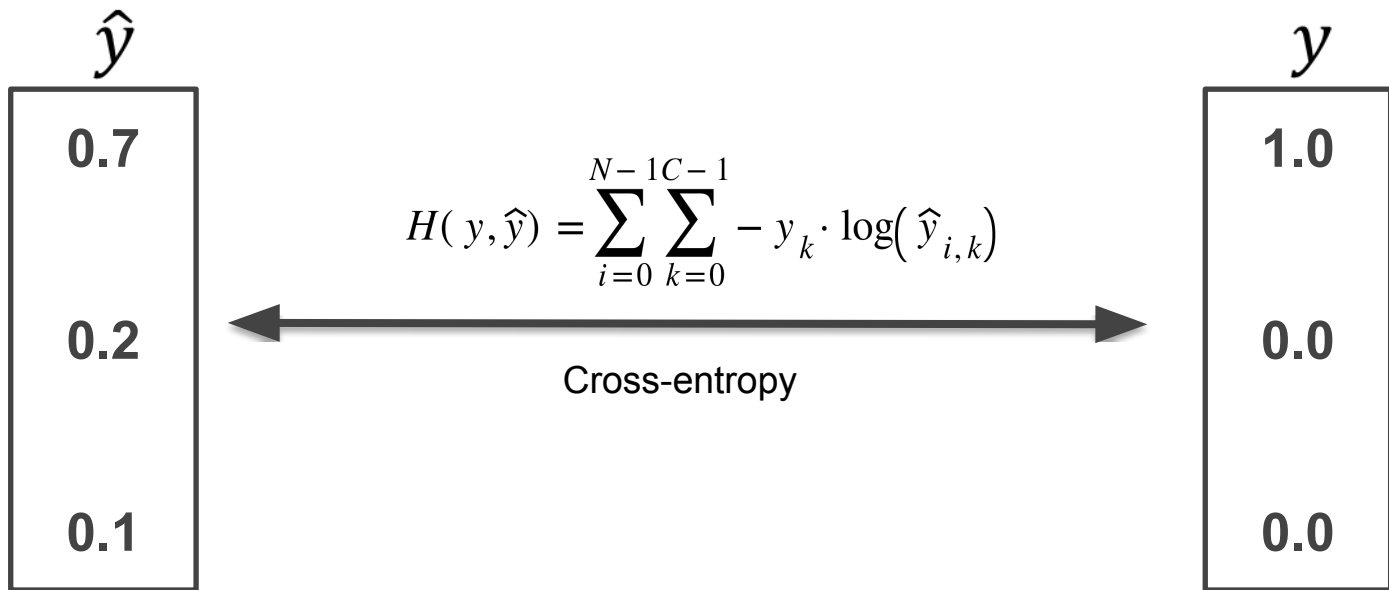 ŷ
y
0.7
1.0
N − 1 C − 1
H( y, ŷ) = ∑ ∑ − y_k · log( ŷ_{i, k})
i=0 k=0
0.2
0.0
Cross-entropy
0.1
0.0